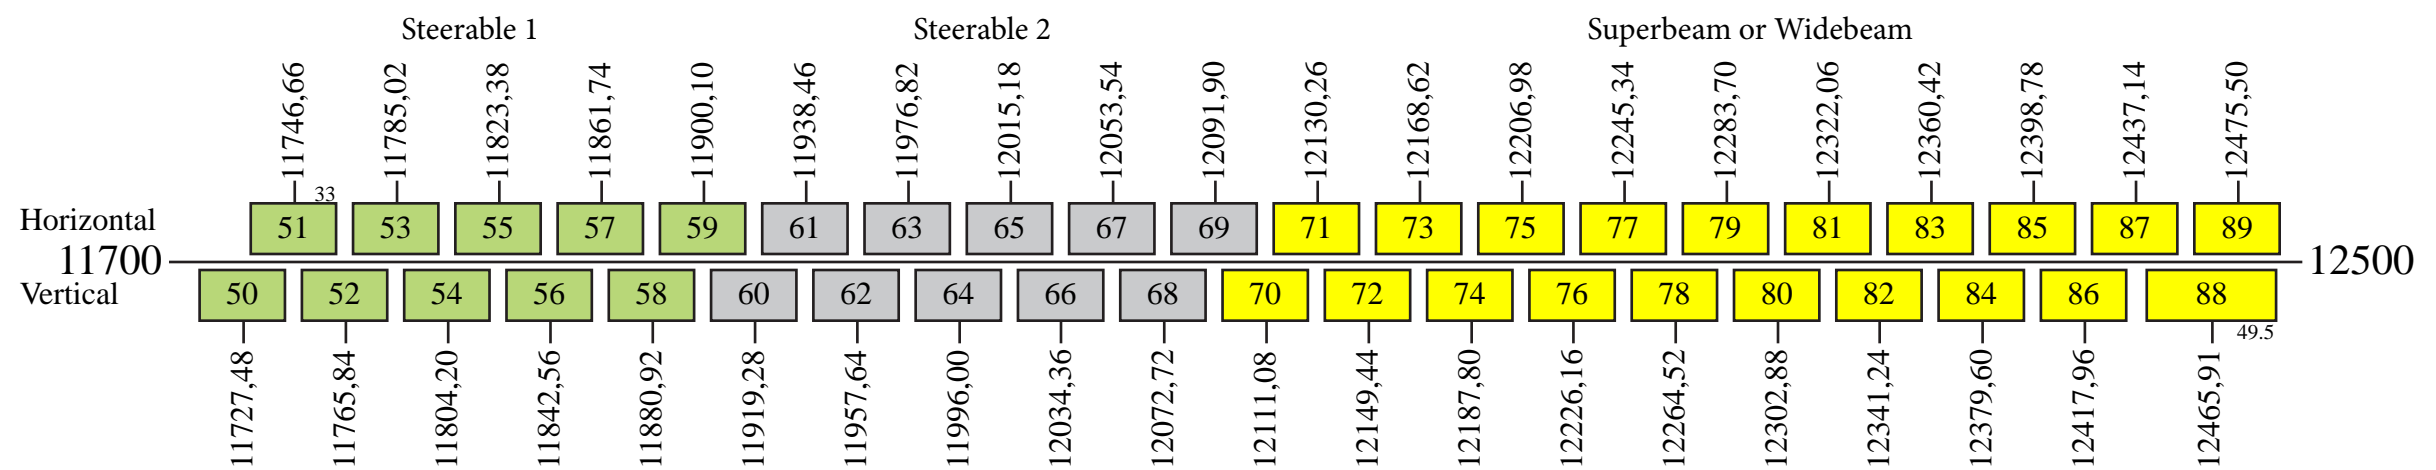 Steerable 1 Steerable 2 Superbeam or Widebeam
11746,66 11785,02 11823,38 11861,74 11900,10 11938,46 11976,82 12015,18 12053,54 12091,90 12130,26 12168,62 12206,98 12245,34 12283,70 12322,06 12360,42 12398,78 12437,14 12475,50
33
Horizontal 51 53 55 57 59 61 63 65 67 69 71 73 75 77 79 81 83 85 87 89
11700 12500
Vertical 50 52 54 56 58 60 62 64 66 68 70 72 74 76 78 80 82 84 86 88
49.5
11727,48 11765,84 11804,20 11842,56 11880,92 11919,28 11957,64 11996,00 12034,36 12072,72 12111,08 12149,44 12187,80 12226,16 12264,52 12302,88 12341,24 12379,60 12417,96 12465,91